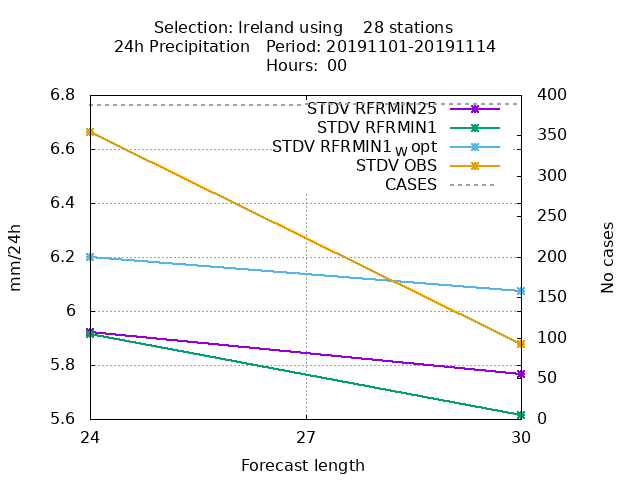 Selection: Ireland using    28 stations
24h Precipitation   Period: 20191101-20191114
Hours:  00
6.8
6.6
6.4
6.2
6
5.8
5.6
mm/24h
STDV RFRMIN25
STDV RFRMIN1
STDV RFRMIN1_W opt
STDV OBS
CASES
400
350
300
250
200
150
100
50
0
No cases
24
27
30
Forecast length